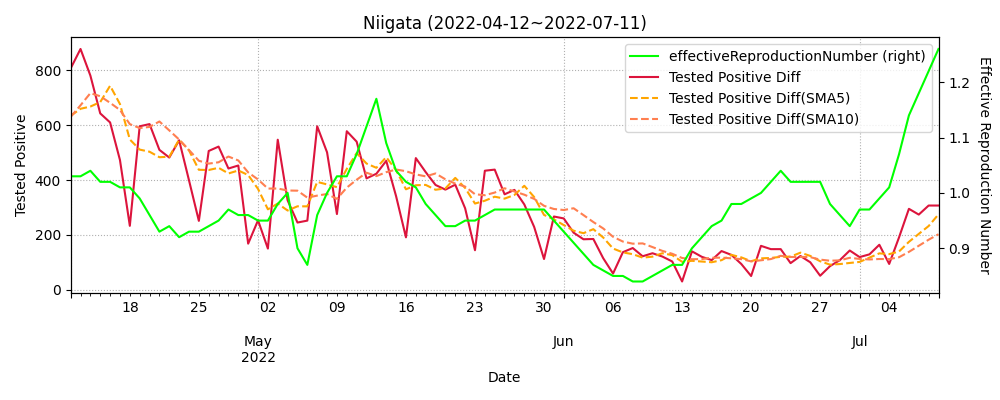 Niigata (2022-04-12~2022-07-11)
effectiveReproductionNumber (right)
Tested Positive Diff
Tested Positive Diff(SMA5)
Tested Positive Diff(SMA10)
Tested Positive
800
600
400
200
0
Effective Reproduction Number
1.2
1.1
1.0
0.9
18 25 02 09 16 23 30 06 13 20 27 04
May Jun Jul
2022
Date